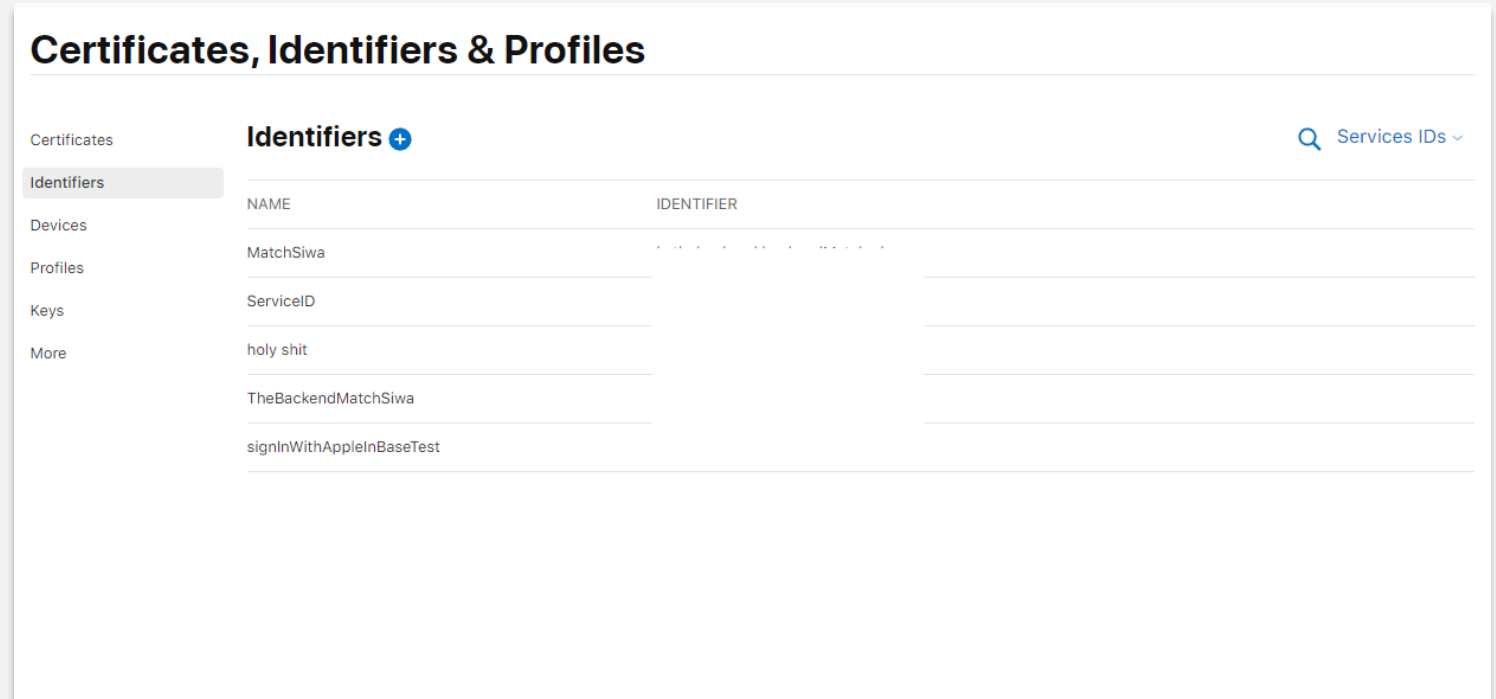 Certificates, Identifiers & Profiles
Certificates
Identifiers
Devices
Profiles
Keys
More
Identifiers
Services IDs
NAME IDENTIFIER
MatchSiwa
ServiceID
holy shit
TheBackendMatchSiwa
signInWithAppleInBaseTest